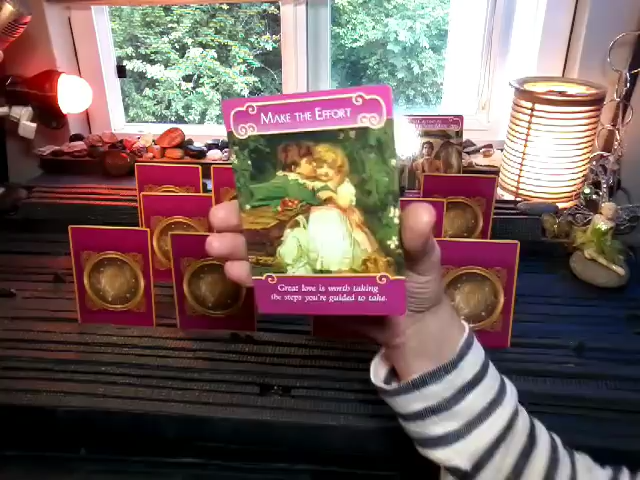 MAKE THE EFFORT
Great love is worth taking
the steps you're guided to take.